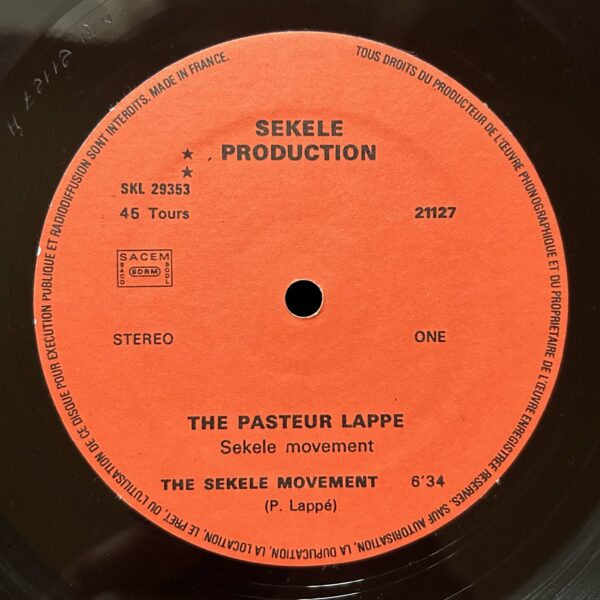 TOUS DROITS DU PRODUCTEUR DE L'ŒUVRE PHONOGRAPHIQUE ET DU PROPRIETAIRE DE L'ŒUVRE ENREGISTREE RESERVES. SAUF AUTORISATION, LA DUPLICATION, LA LOCATION, LE PRET, OU L'UTILISATION DE CE DISQUE POUR EXECUTION PUBLIQUE ET RADIODIFFUSION SONT INTERDITS. MADE IN FRANCE.
SEKELE
PRODUCTION
SKL 29353
45 Tours
21127
SACEM
SACD
SDRM
SGDL
STEREO
ONE
THE PASTEUR LAPPE
Sekele movement
THE SEKELE MOVEMENT 6'34
(P. Lappé)